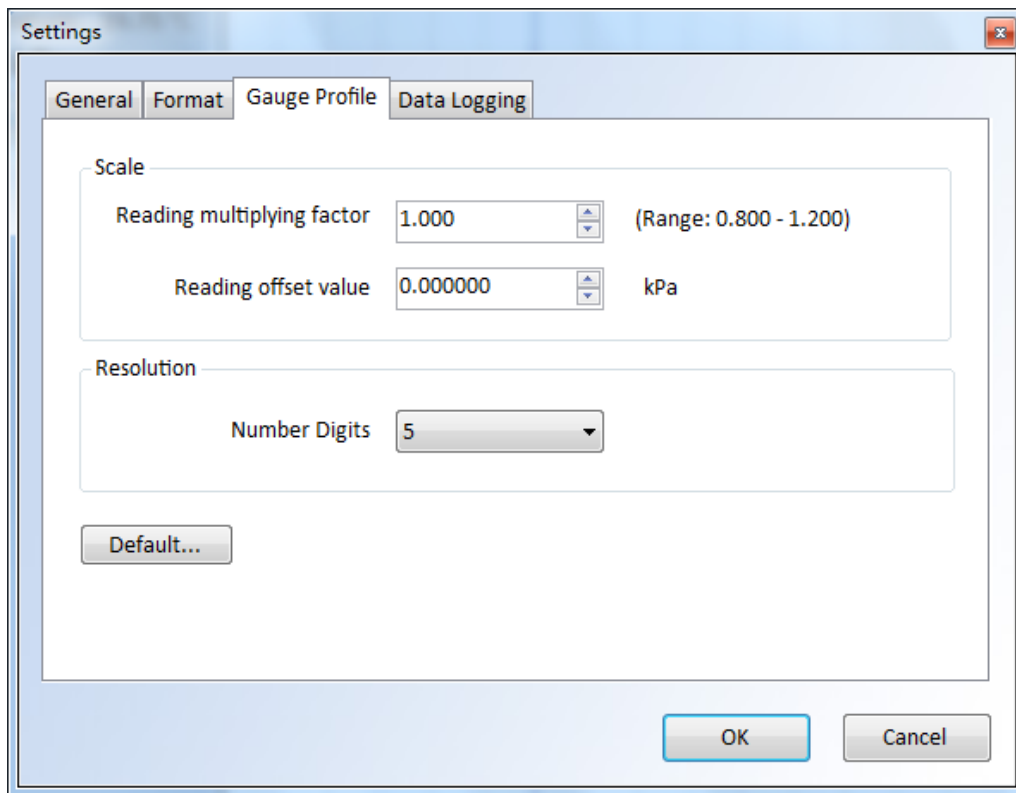 Settings
General Format Gauge Profile Data Logging
Scale
Reading multiplying factor 1.000 (Range: 0.800 - 1.200)
Reading offset value 0.000000 kPa
Resolution
Number Digits 5
Default...
OK Cancel